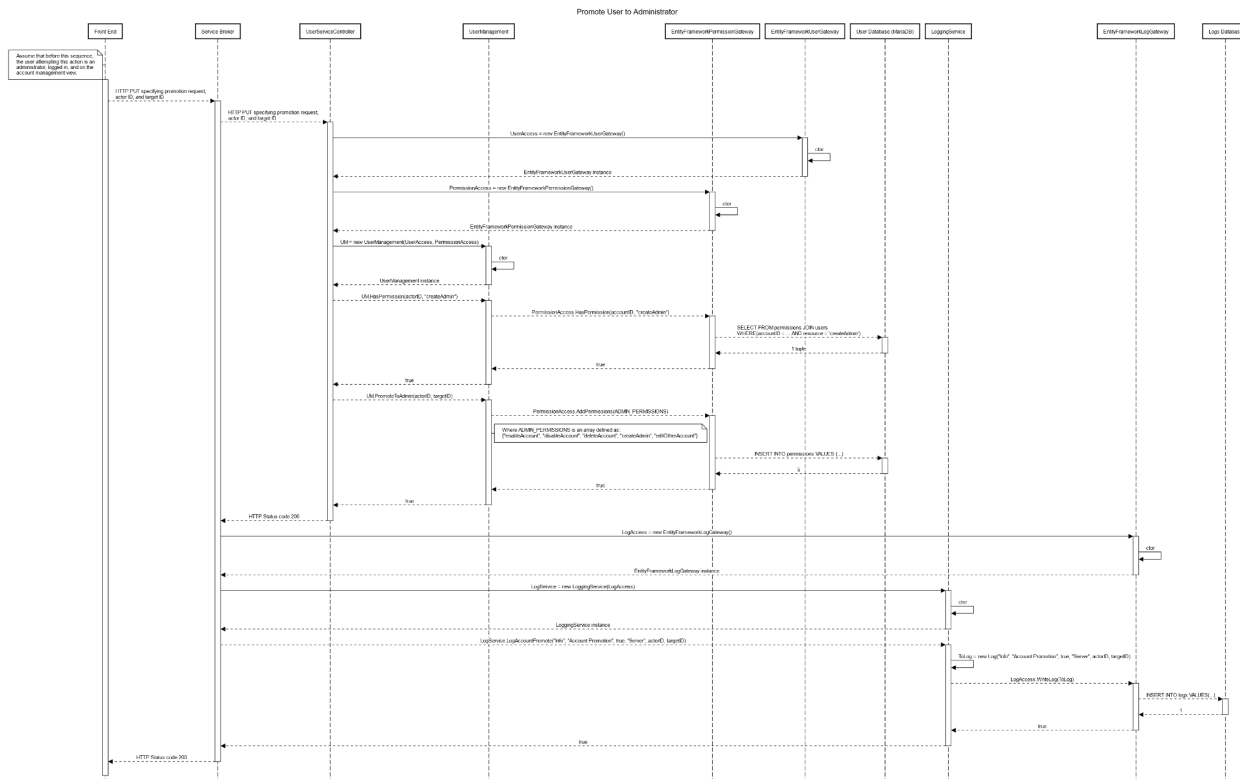 Promote User to Administrator
Front End
Service Broker
UserServiceController
UserManagement
EntityFrameworkPermissionGateway
EntityFrameworkUserGateway
User Database (MariaDB)
LoggingService
EntityFrameworkLogGateway
Logs Database
Assume that before this sequence,
the user attempting this action is an
administrator, logged in, and on the
account management view.
HTTP PUT specifying promotion request,
actor ID, and target ID
HTTP PUT specifying promotion request,
actor ID, and target ID
UserAccess = new EntityFrameworkUserGateway()
ctor
EntityFrameworkUserGateway instance
PermissionAccess = new EntityFrameworkPermissionGateway()
ctor
EntityFrameworkPermissionGateway instance
UM = new UserManagement(UserAccess, PermissionAccess)
ctor
UserManagement instance
UM.HasPermission(actorID, "createAdmin")
PermissionAccess.HasPermission(accountID, "createAdmin")
SELECT FROM permissions JOIN users
WHERE(accountID = ... AND resource = "createAdmin")
1 tuple
true
true
UM.PromoteToAdmin(actorID, targetID)
PermissionAccess.AddPermissions(ADMIN_PERMISSIONS)
Where ADMIN_PERMISSIONS is an array defined as:
["enableAccount", "disableAccount", "deleteAccount", "createAdmin", "editOtherAccount"]
INSERT INTO permissions VALUES (...)
5
true
true
HTTP Status code 200
LogAccess = new EntityFrameworkLogGateway()
ctor
EntityFrameworkLogGateway instance
LogService = new LoggingService(LogAccess)
ctor
LoggingService instance
LogService.LogAccountPromote("Info", "Account Promotion", true, "Server", actorID, targetID)
ToLog = new Log("Info", "Account Promotion", true, "Server", actorID, targetID)
LogAccess.WriteLog(ToLog)
INSERT INTO logs VALUES(...)
1
true
true
HTTP Status code 200